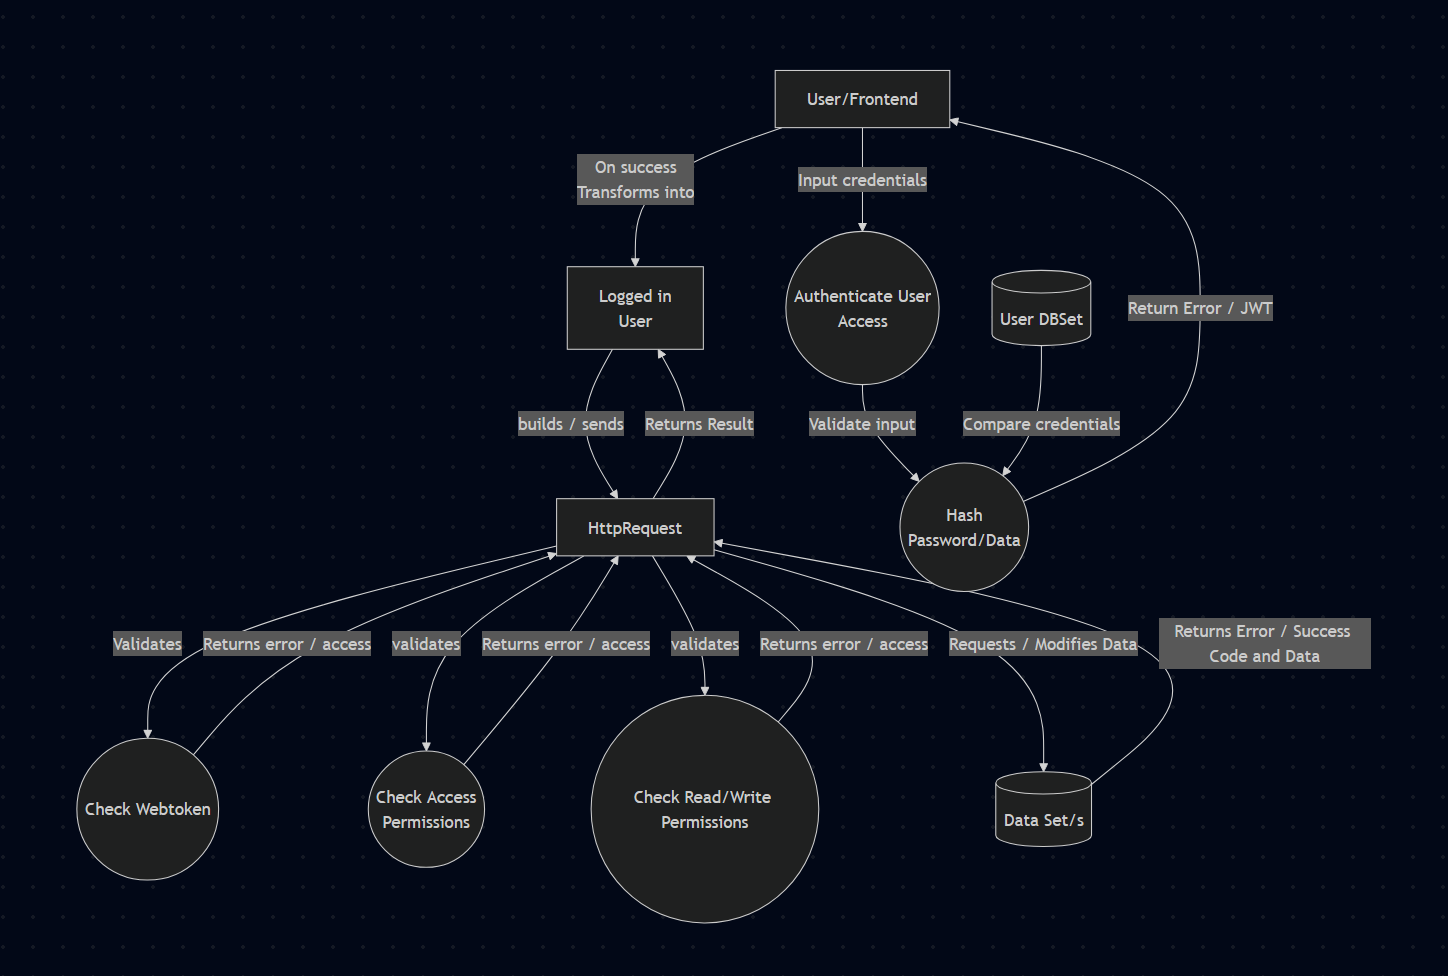 User/Frontend
On success
Transforms into
Input credentials
Logged in
User
Authenticate User
Access
User DBSet
Return Error / JWT
builds / sends
Returns Result
Validate input
Compare credentials
HttpRequest
Hash
Password/Data
Validates
Returns error / access
validates
Returns error / access
validates
Returns error / access
Requests / Modifies Data
Returns Error / Success
Code and Data
Check Webtoken
Check Access
Permissions
Check Read/Write
Permissions
Data Set/s